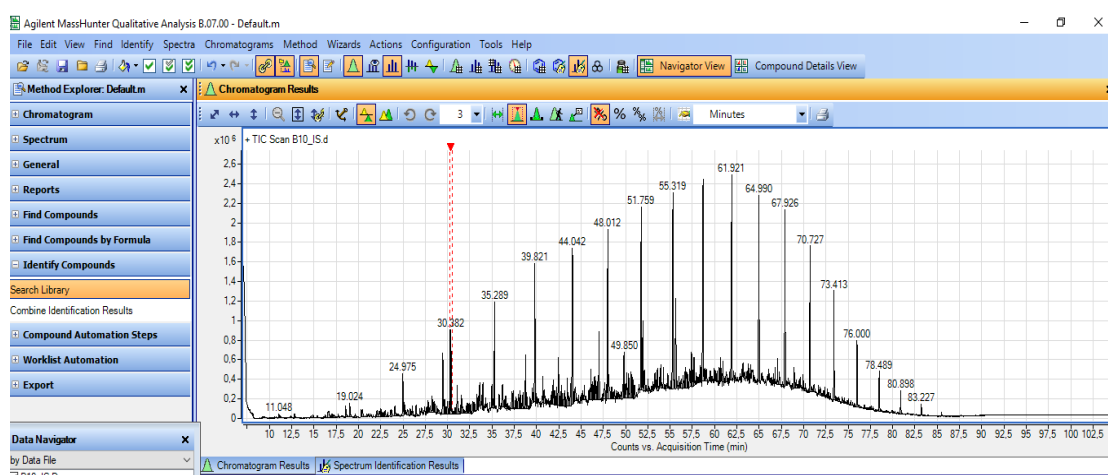 Agilent MassHunter Qualitative Analysis B.07.00 - Default.m
File Edit View Find Identify Spectra Chromatograms Method Wizards Actions Configuration Tools Help
Navigator View Compound Details View
Method Explorer: Default.m x
Chromatogram Results
Chromatogram
3 Minutes
Spectrum
General
Reports
Find Compounds
Find Compounds by Formula
Identify Compounds
Search Library
Combine Identification Results
Compound Automation Steps
Worklist Automation
Export
Data Navigator x
by Data File
x10 6 + TIC Scan B10_IS.d
2,6
2,4
2,2
2
1,8
1,6
1,4
1,2
1
0,8
0,6
0,4
0,2
0
11.048
19.024
24.975
30.382
35.289
39.821
44.042
48.012
49.850
51.759
55.319
61.921
64.990
67.926
70.727
73.413
76.000
78.489
80.898
83.227
10 12,5 15 17,5 20 22,5 25 27,5 30 32,5 35 37,5 40 42,5 45 47,5 50 52,5 55 57,5 60 62,5 65 67,5 70 72,5 75 77,5 80 82,5 85 87,5 90 92,5 95 97,5 100 102,5
Counts vs. Acquisition Time (min)
Chromatogram Results Spectrum Identification Results